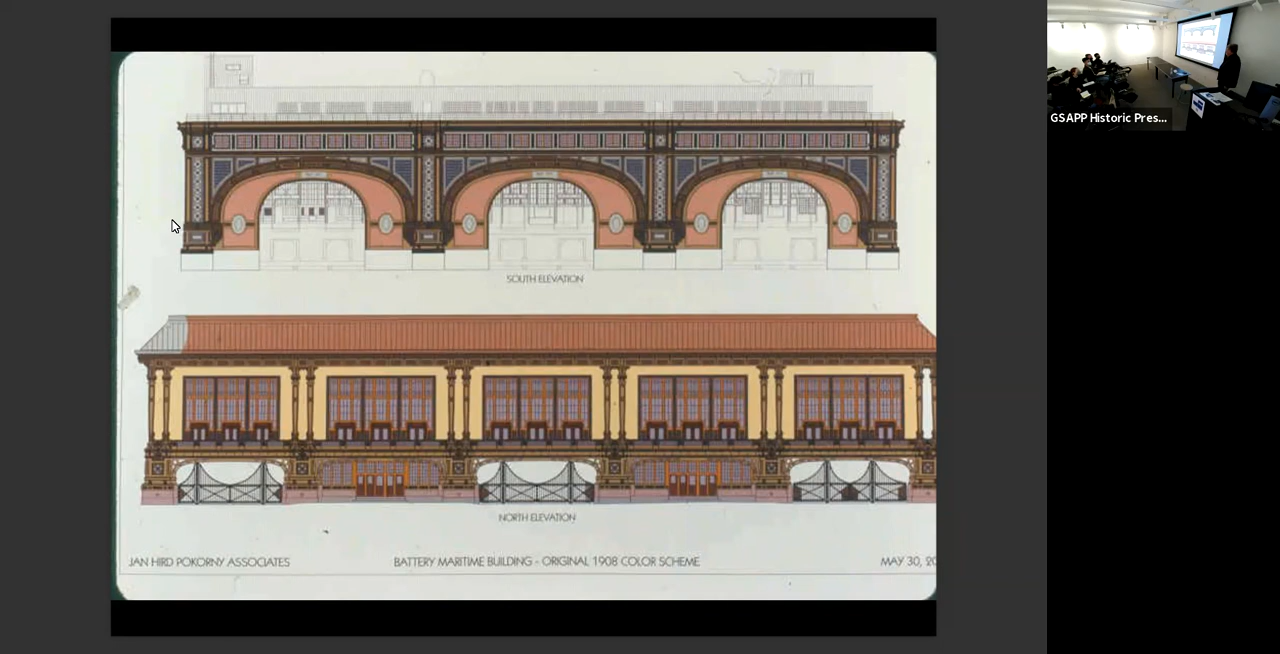 SOUTH ELEVATION
NORTH ELEVATION
JAN HIRD POKORNY ASSOCIATES
BATTERY MARITIME BUILDING - ORIGINAL 1908 COLOR SCHEME
MAY 30, 20
GSAPP Historic Pres...